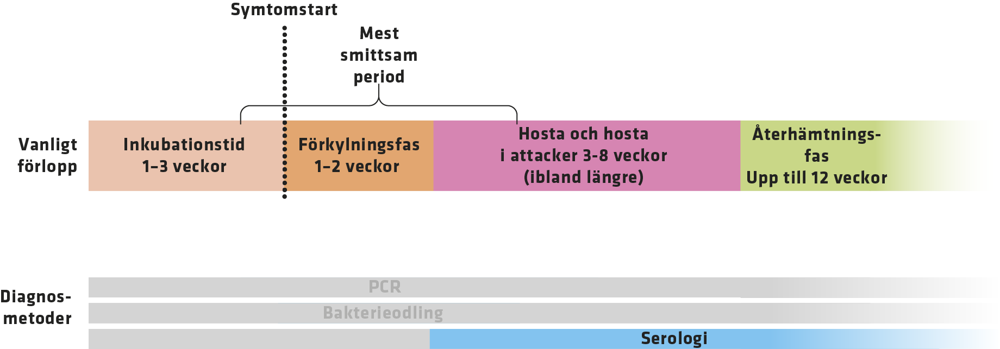 Symtomstart
Mest
smittsam
period
Vanligt
förlopp
Inkubationstid
1–3 veckor
Förkylningsfas
1–2 veckor
Hosta och hosta
i attacker 3-8 veckor
(ibland längre)
Återhämtnings-
fas
Upp till 12 veckor
Diagnos-
metoder
PCR
Bakterieodling
Serologi